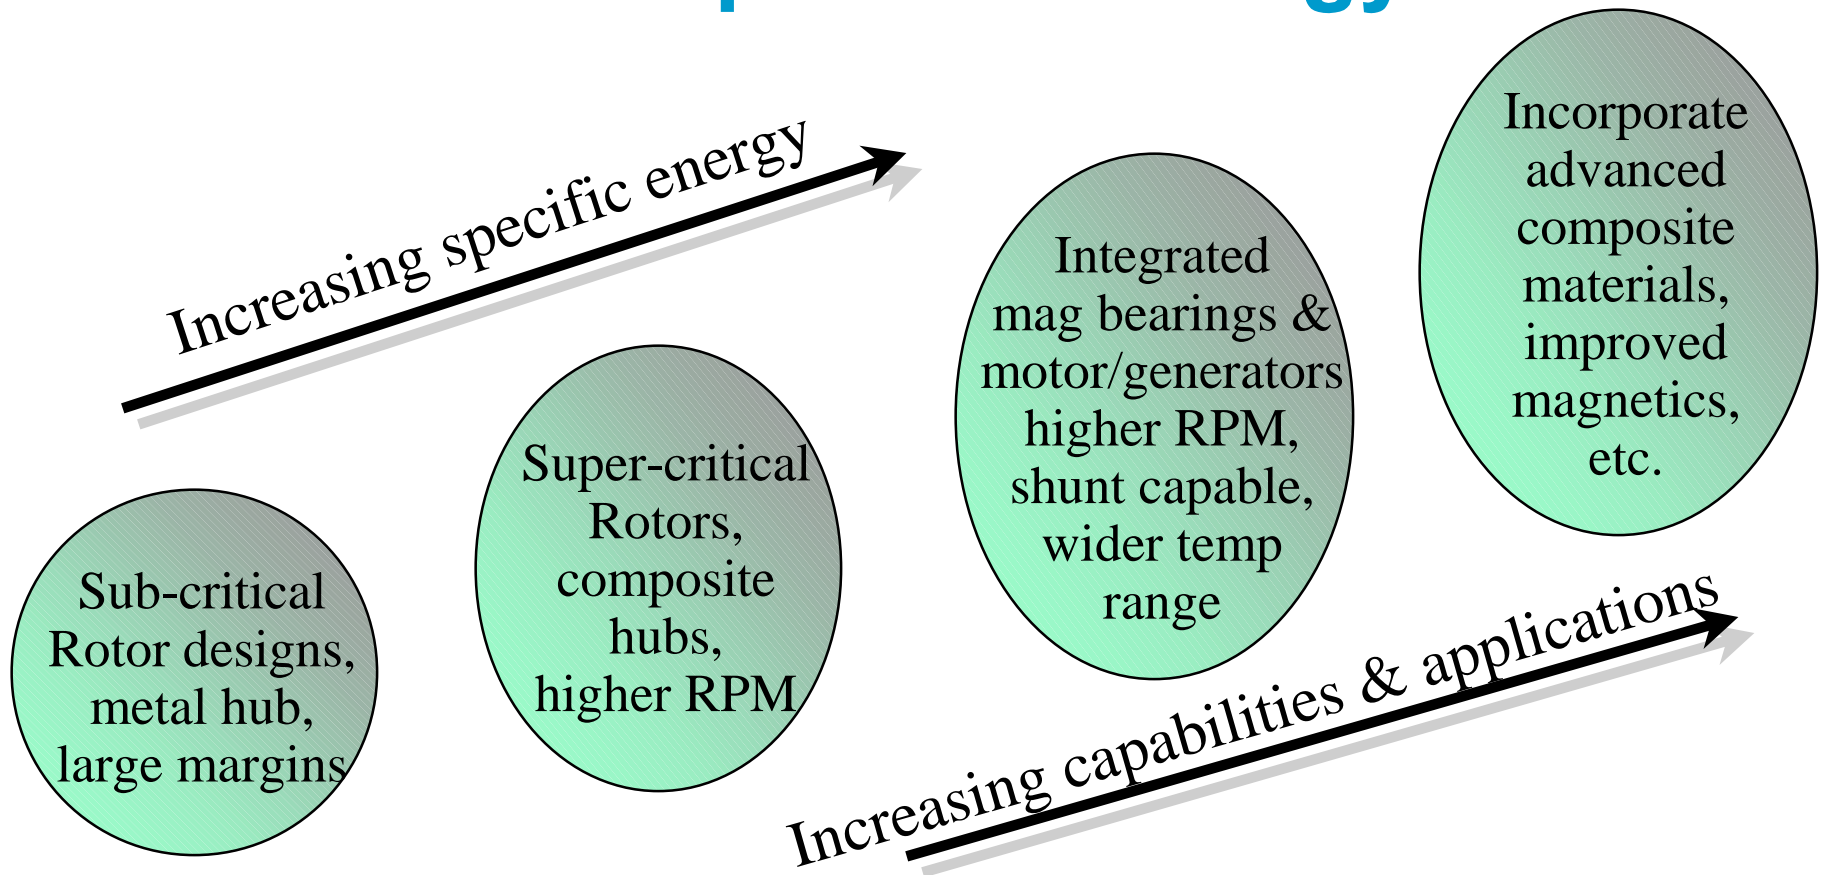 Increasing specific energy
Sub-critical
Rotor designs,
metal hub,
large margins
Super-critical
Rotors,
composite
hubs,
higher RPM
Integrated
mag bearings &
motor/generators
higher RPM,
shunt capable,
wider temp
range
Incorporate
advanced
composite
materials,
improved
magnetics,
etc.
Increasing capabilities & applications